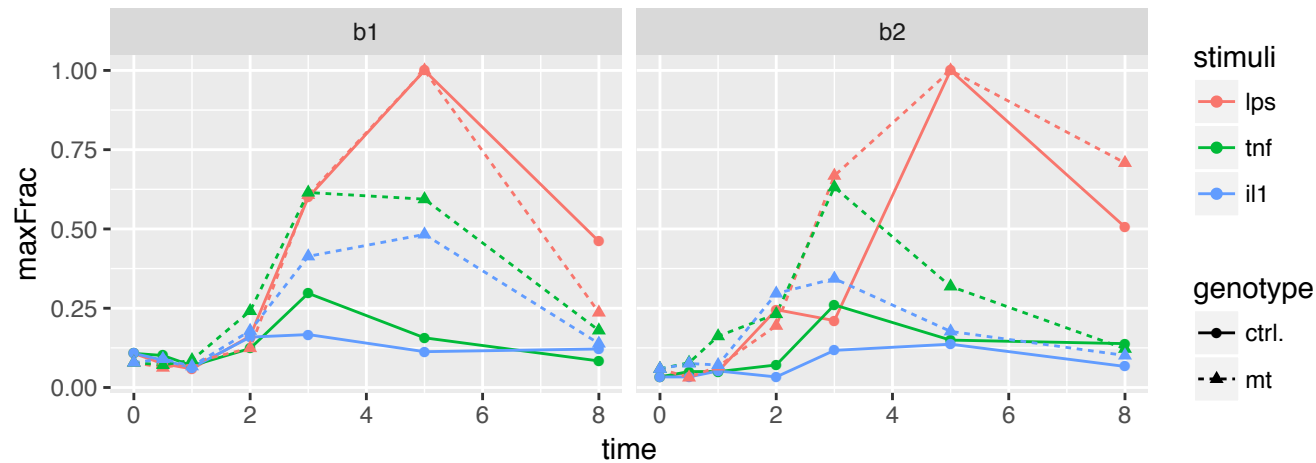 b1
b2
stimuli
lps
tnf
il1
genotype
ctrl.
mt
maxFrac
1.00
0.75
0.50
0.25
0.00
0 2 4 6 8
0 2 4 6 8
time